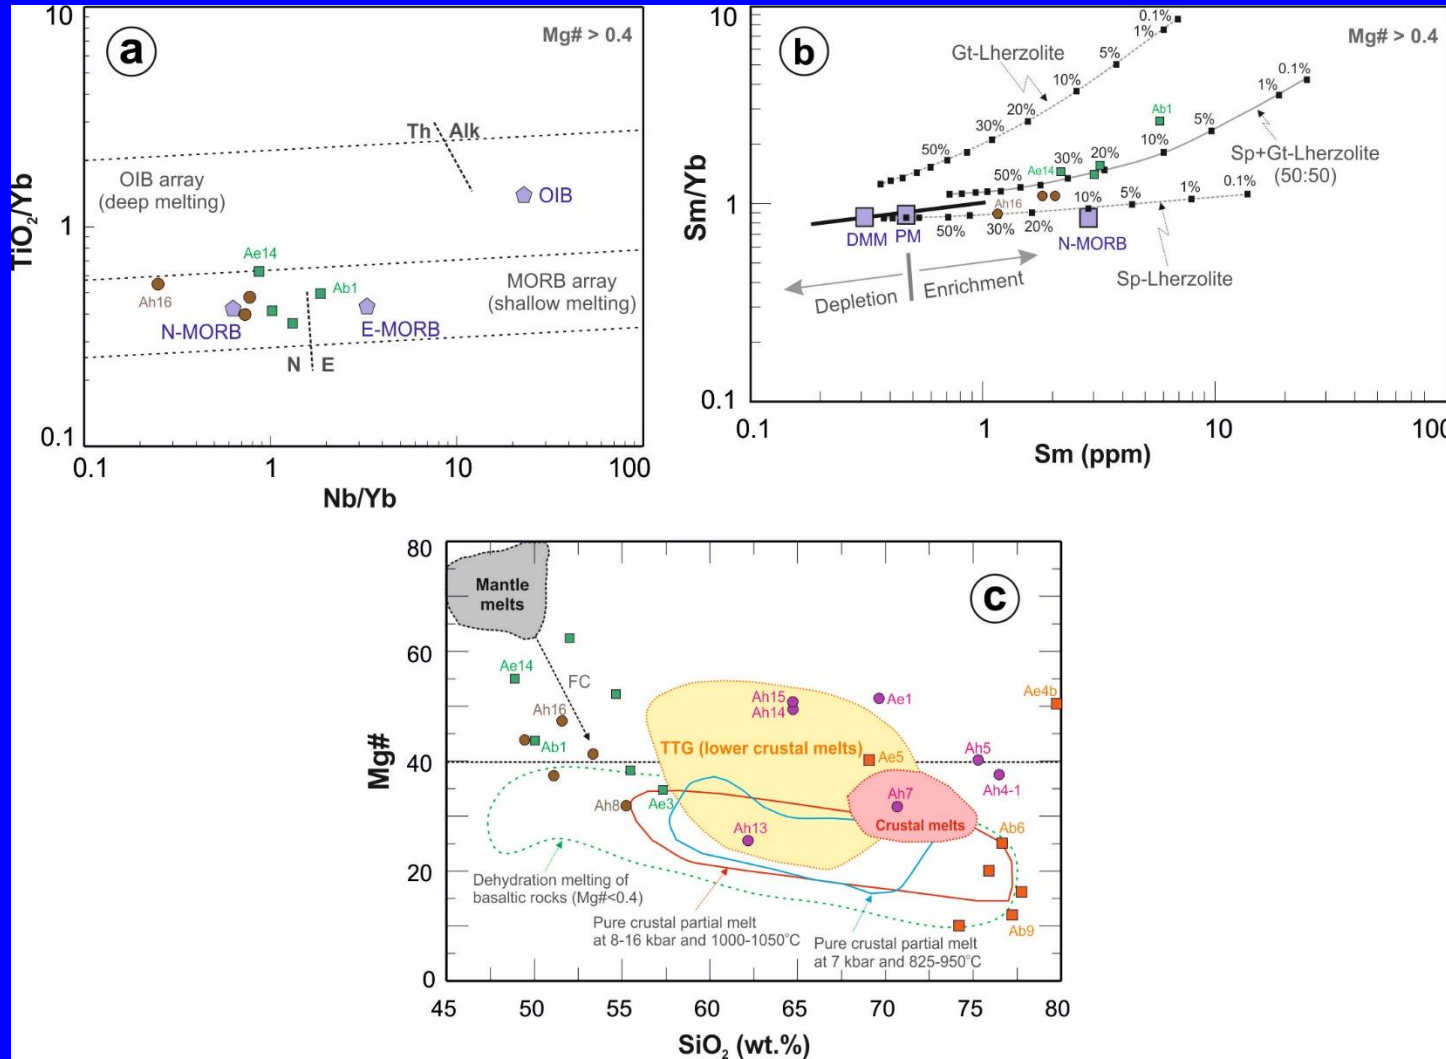 a
Mg# > 0.4
10
1
0.1
TiO2/Yb
Th
Alk
OIB array
(deep melting)
OIB
Ae14
Ah16
Ab1
MORB array
(shallow melting)
N-MORB
E-MORB
N
E
0.1
1
10
100
Nb/Yb
b
Mg# > 0.4
10
1
0.1
Sm/Yb
Gt-Lherzolite
0.1%
1%
5%
10%
20%
30%
50%
Ab1
0.1%
1%
5%
10%
20%
30%
50%
Ae14
Sp+Gt-Lherzolite
(50:50)
Ah16
50%
30%
20%
10%
5%
1%
0.1%
DMM
PM
N-MORB
Sp-Lherzolite
Depletion
Enrichment
0.1
1
10
100
Sm (ppm)
c
80
60
40
20
0
Mg#
Mantle
melts
Ae14
FC
Ah16
Ab1
Ah15
Ah14
Ae1
Ae4b
TTG (lower crustal melts)
Ae5
Ah5
Ah4-1
Ah8
Ae3
Ah7
Crustal melts
Ah13
Ab6
Ab9
Dehydration melting of
basaltic rocks (Mg#<0.4)
Pure crustal partial melt
at 8-16 kbar and 1000-1050°C
Pure crustal partial melt
at 7 kbar and 825-950°C
45
50
55
60
65
70
75
80
SiO2 (wt.%)